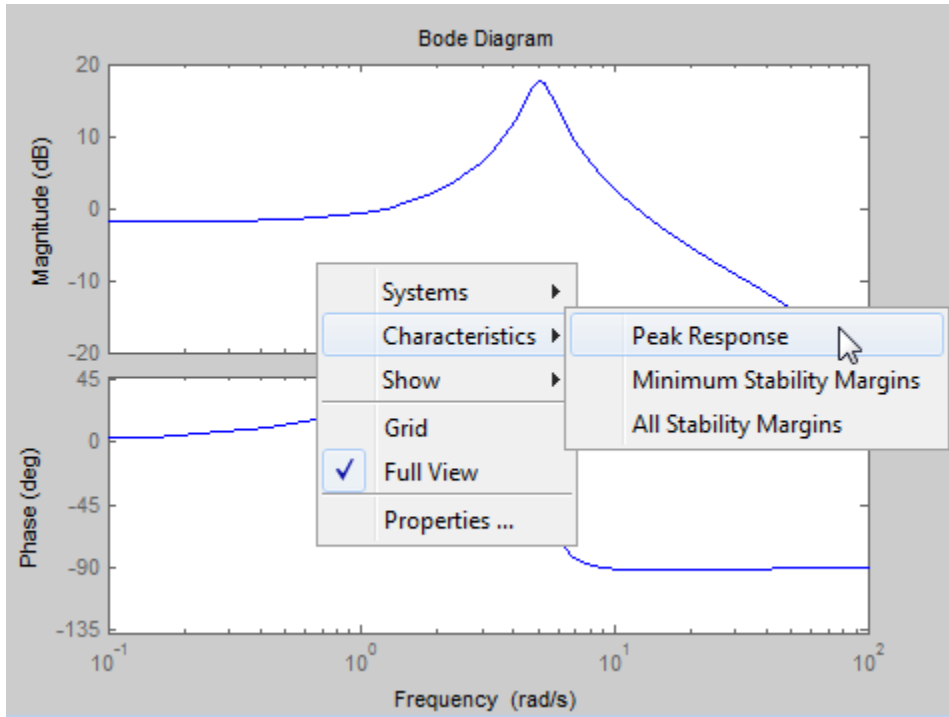 Bode Diagram
20
10
0
-10
-20
Magnitude (dB)
Systems
Characteristics
Show
Grid
Full View
Properties ...
Peak Response
Minimum Stability Margins
All Stability Margins
45
0
-45
-90
-135
Phase (deg)
10^-1
10^0
10^1
10^2
Frequency (rad/s)